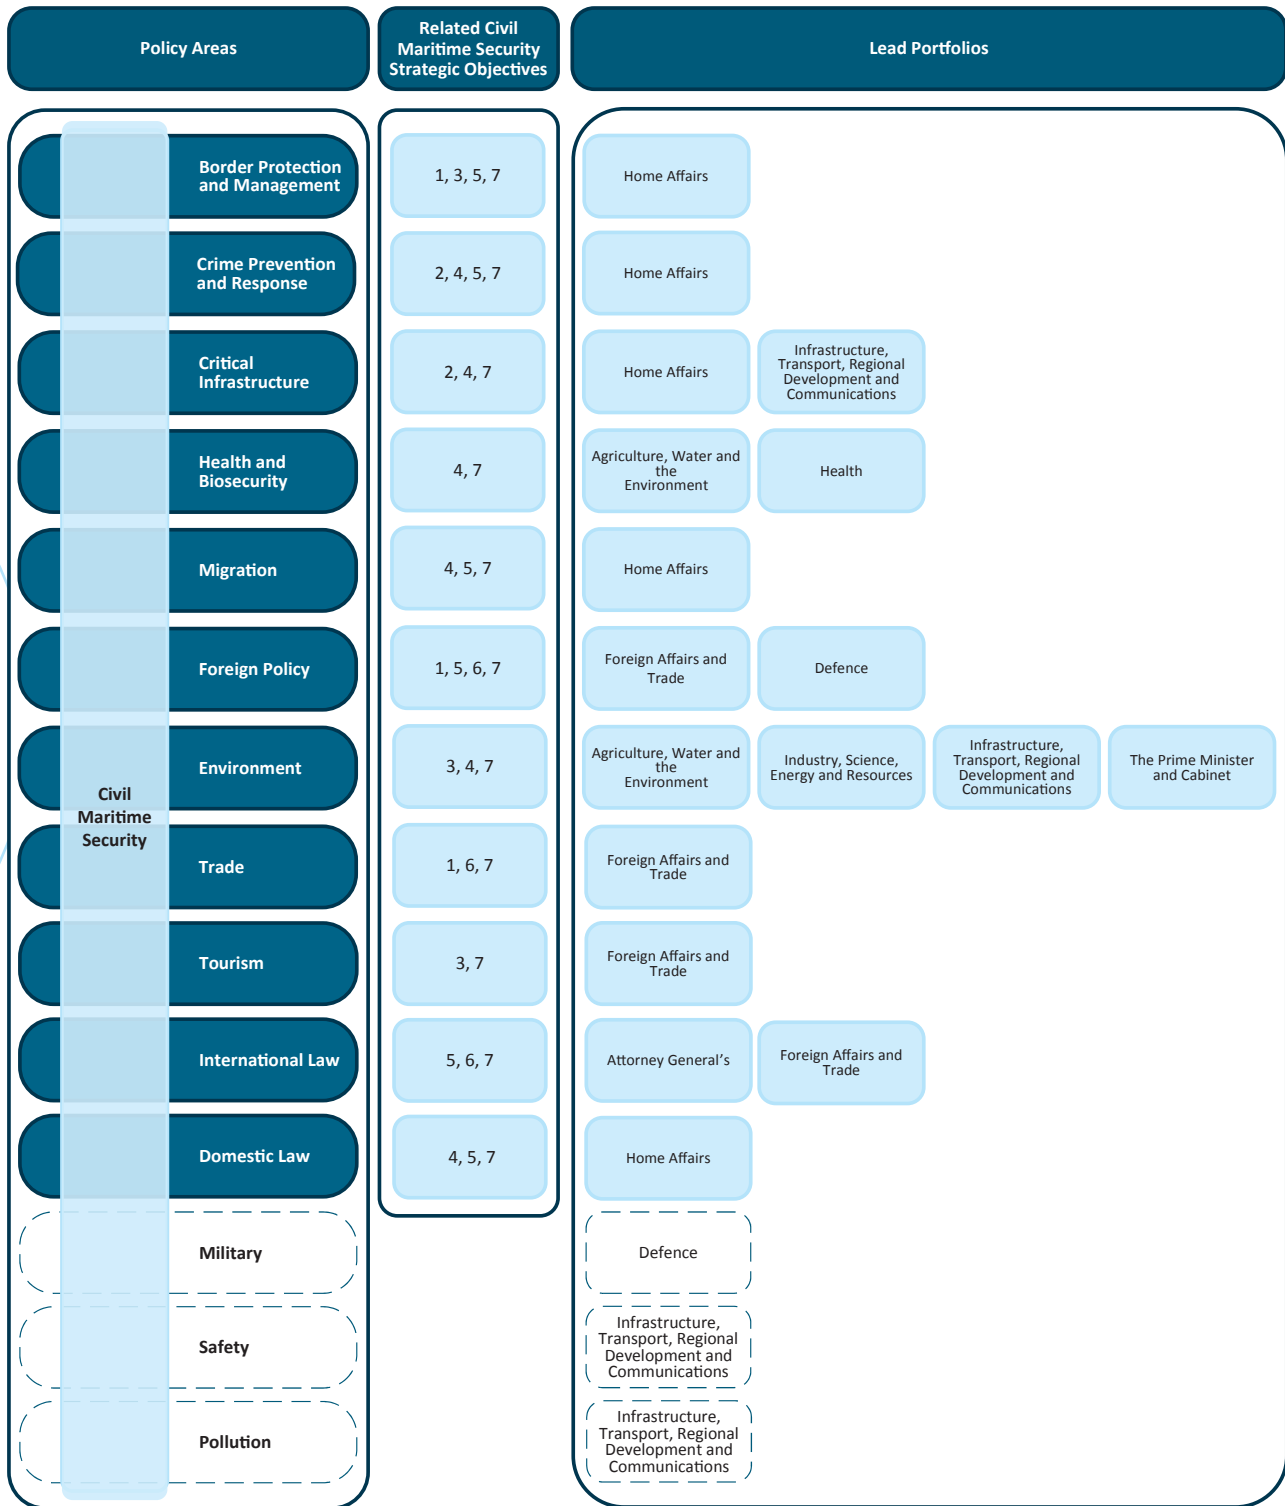 Policy Areas
Related Civil
Maritime Security
Strategic Objectives
Lead Portfolios
Border Protection
and Management
1, 3, 5, 7
Home Affairs
Crime Prevention
and Response
2, 4, 5, 7
Home Affairs
Critical
Infrastructure
2, 4, 7
Home Affairs
Infrastructure,
Transport, Regional
Development and
Communications
Health and
Biosecurity
4, 7
Agriculture, Water and
the
Environment
Health
Migration
4, 5, 7
Home Affairs
Foreign Policy
1, 5, 6, 7
Foreign Affairs and
Trade
Defence
Environment
3, 4, 7
Agriculture, Water and
the
Environment
Industry, Science,
Energy and Resources
Infrastructure,
Transport, Regional
Development and
Communications
The Prime Minister
and Cabinet
Civil
Maritime
Security
Trade
1, 6, 7
Foreign Affairs and
Trade
Tourism
3, 7
Foreign Affairs and
Trade
International Law
5, 6, 7
Attorney General’s
Foreign Affairs and
Trade
Domestic Law
4, 5, 7
Home Affairs
Military
Defence
Safety
Infrastructure,
Transport, Regional
Development and
Communications
Pollution
Infrastructure,
Transport, Regional
Development and
Communications